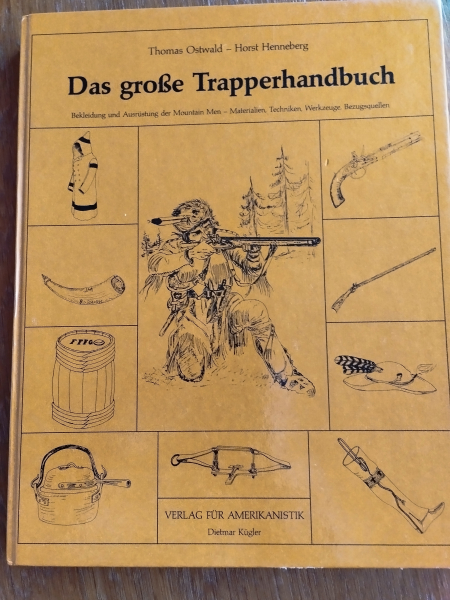 Thomas Ostwald – Horst Henneberg
Das große Trapperhandbuch
Bekleidung und Ausrüstung der Mountain Men – Materialien, Techniken, Werkzeuge, Bezugsquellen
VERLAG FÜR AMERIKANISTIK
Dietmar Kügler